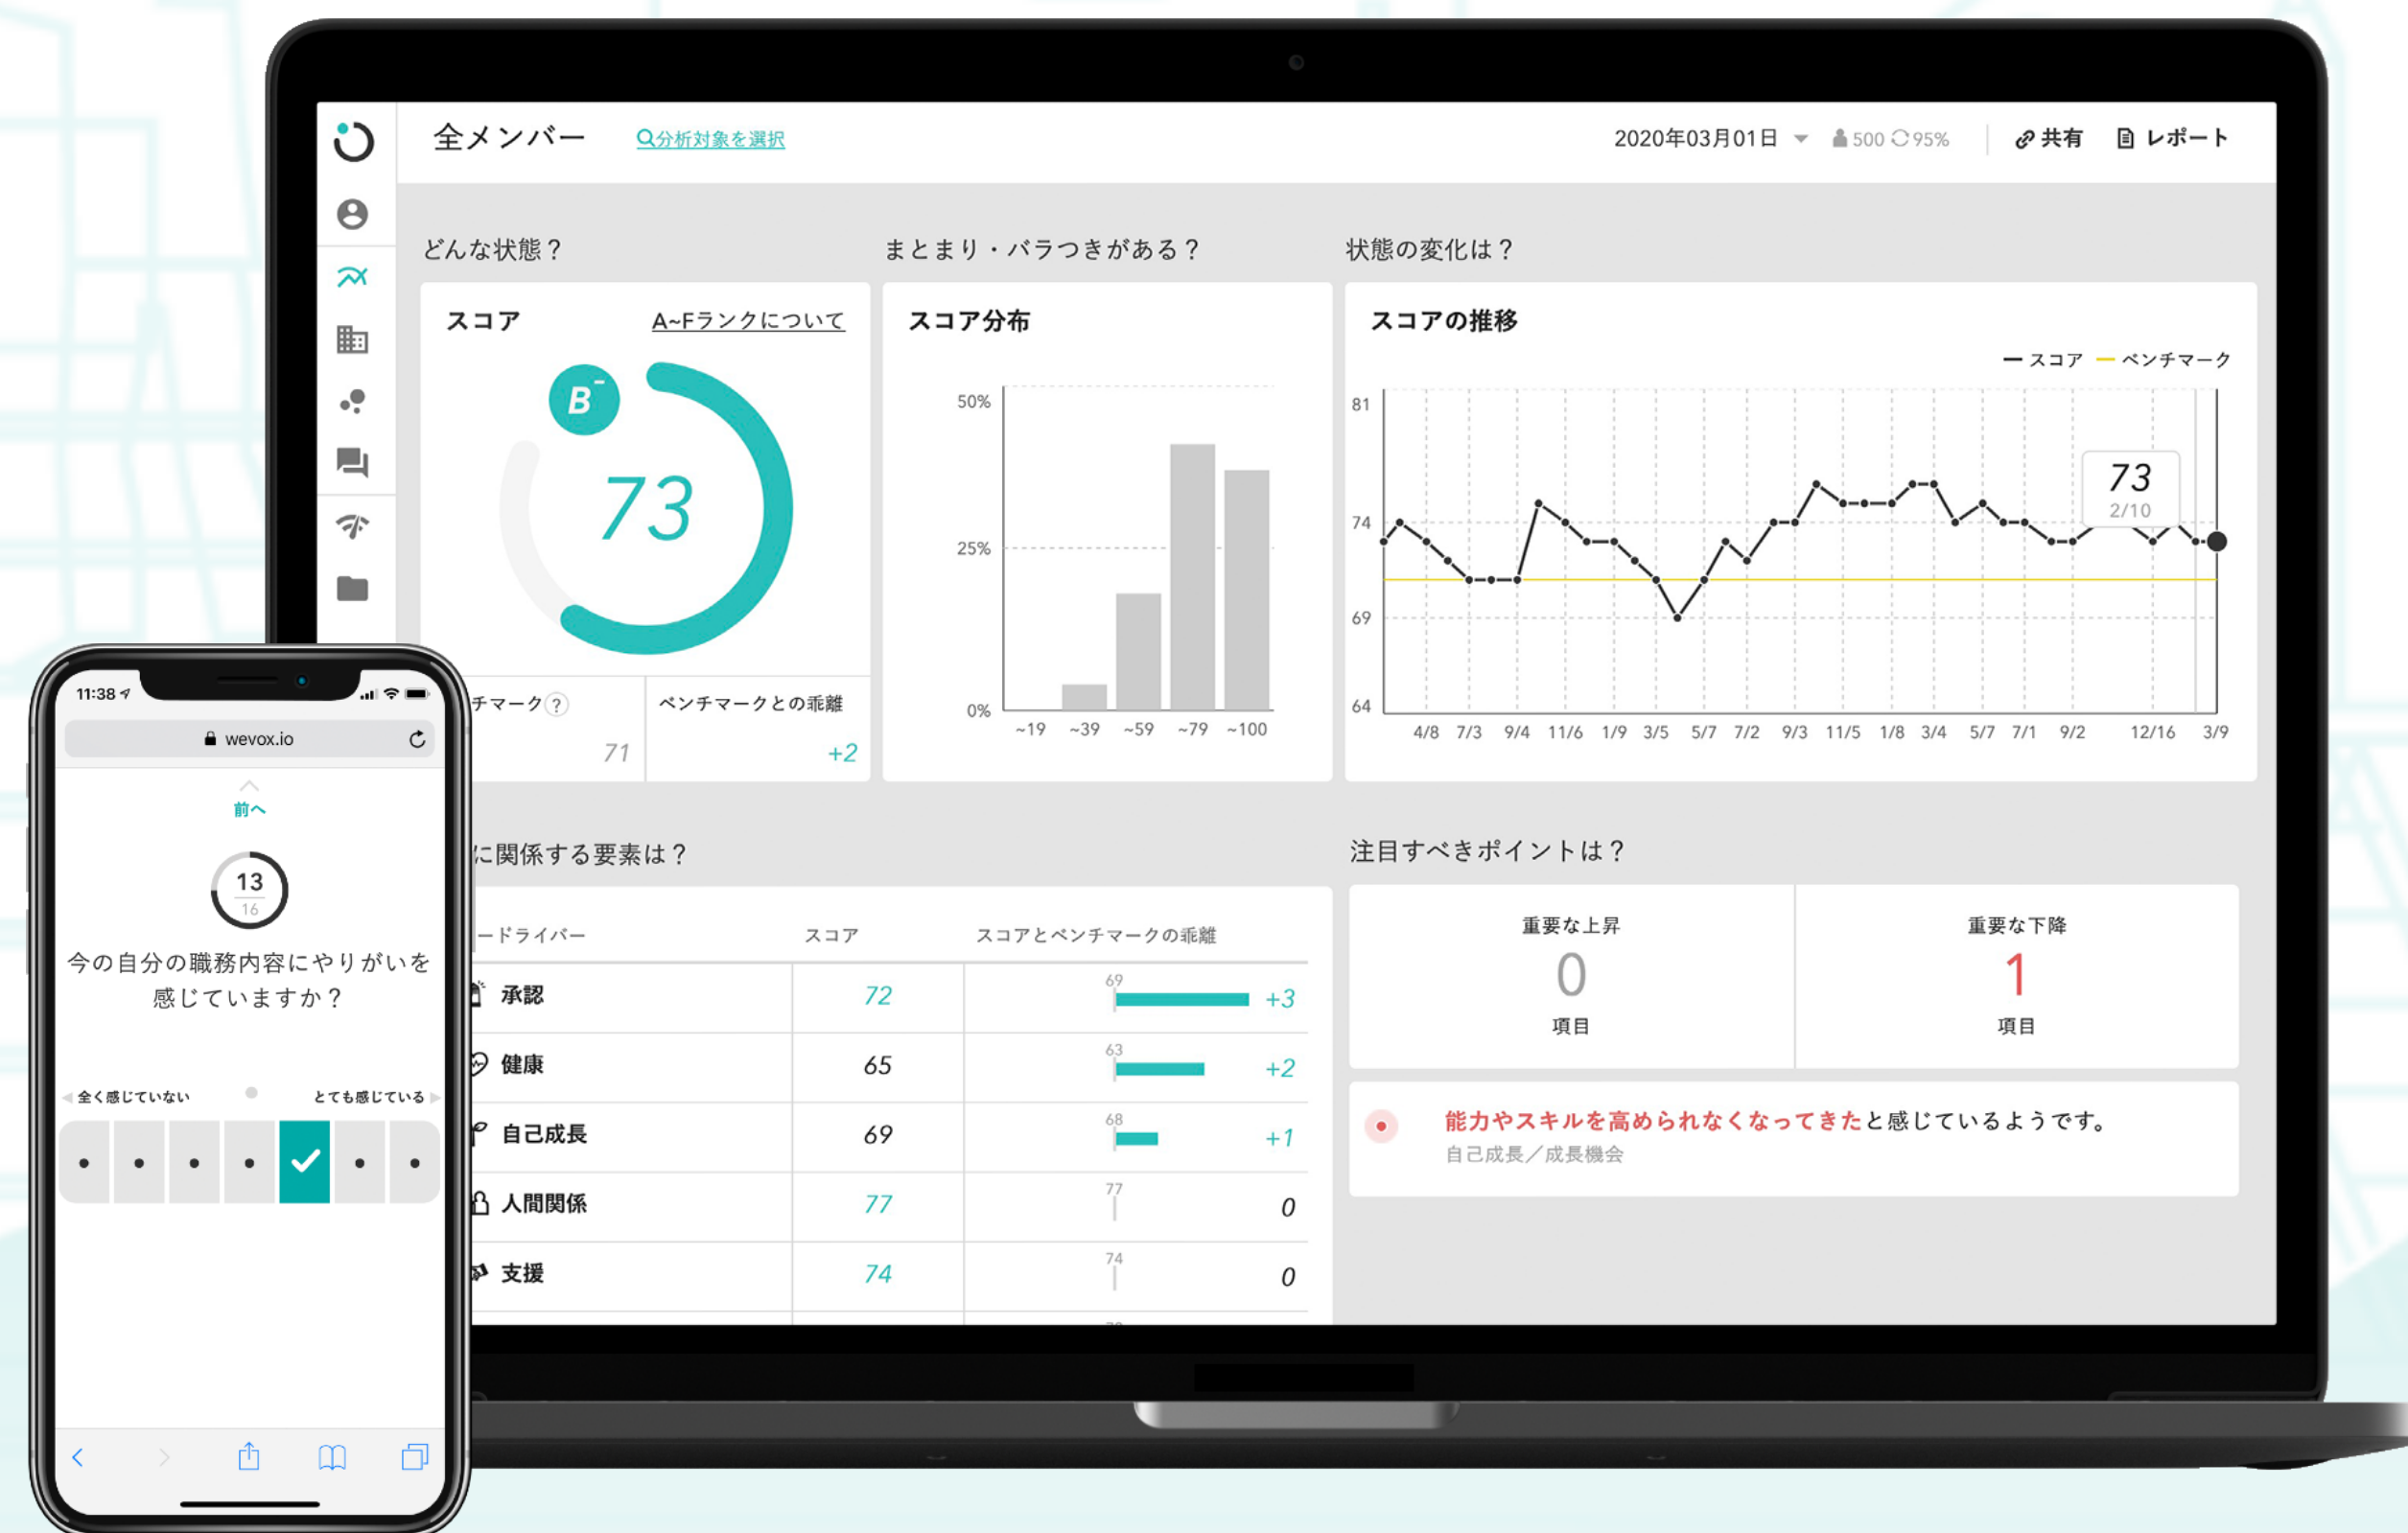 全メンバー
分析対象を選択
2020年03月01日
500 95%
共有
レポート
どんな状態？
スコア
A~Fランクについて
B-
73
チマーク ?
71
ベンチマークとの乖離
+2
まとまり・バラつきがある？
スコア分布
50%
25%
0%
~19 ~39 ~59 ~79 ~100
状態の変化は？
スコアの推移
スコア ベンチマーク
81
74
69
64
73
2/10
4/8 7/3 9/4 11/6 1/9 3/5 5/7 7/2 9/3 11/5 1/8 3/4 5/7 7/1 9/2 12/16 3/9
に関係する要素は？
ードライバー スコア スコアとベンチマークの乖離
承認 72 69 +3
健康 65 63 +2
自己成長 69 68 +1
人間関係 77 77 0
支援 74 74 0
注目すべきポイントは？
重要な上昇
0
項目
重要な下降
1
項目
能力やスキルを高められなくなってきたと感じているようです。
自己成長／成長機会
11:38
wevox.io
前へ
13
16
今の自分の職務内容にやりがいを
感じていますか？
全く感じていない とても感じている